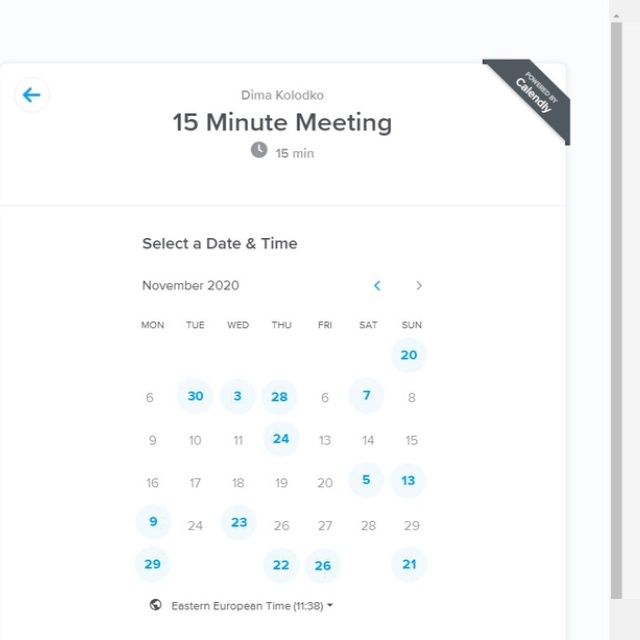 POWERED BY
Calendly
Dima Kolodko
15 Minute Meeting
15 min
Select a Date & Time
November 2020
MON TUE WED THU FRI SAT SUN
20
6 30 3 28 6 7 8
9 10 11 24 13 14 15
16 17 18 19 20 5 13
9 24 23 26 27 28 29
29 22 26 21
Eastern European Time (11:38)